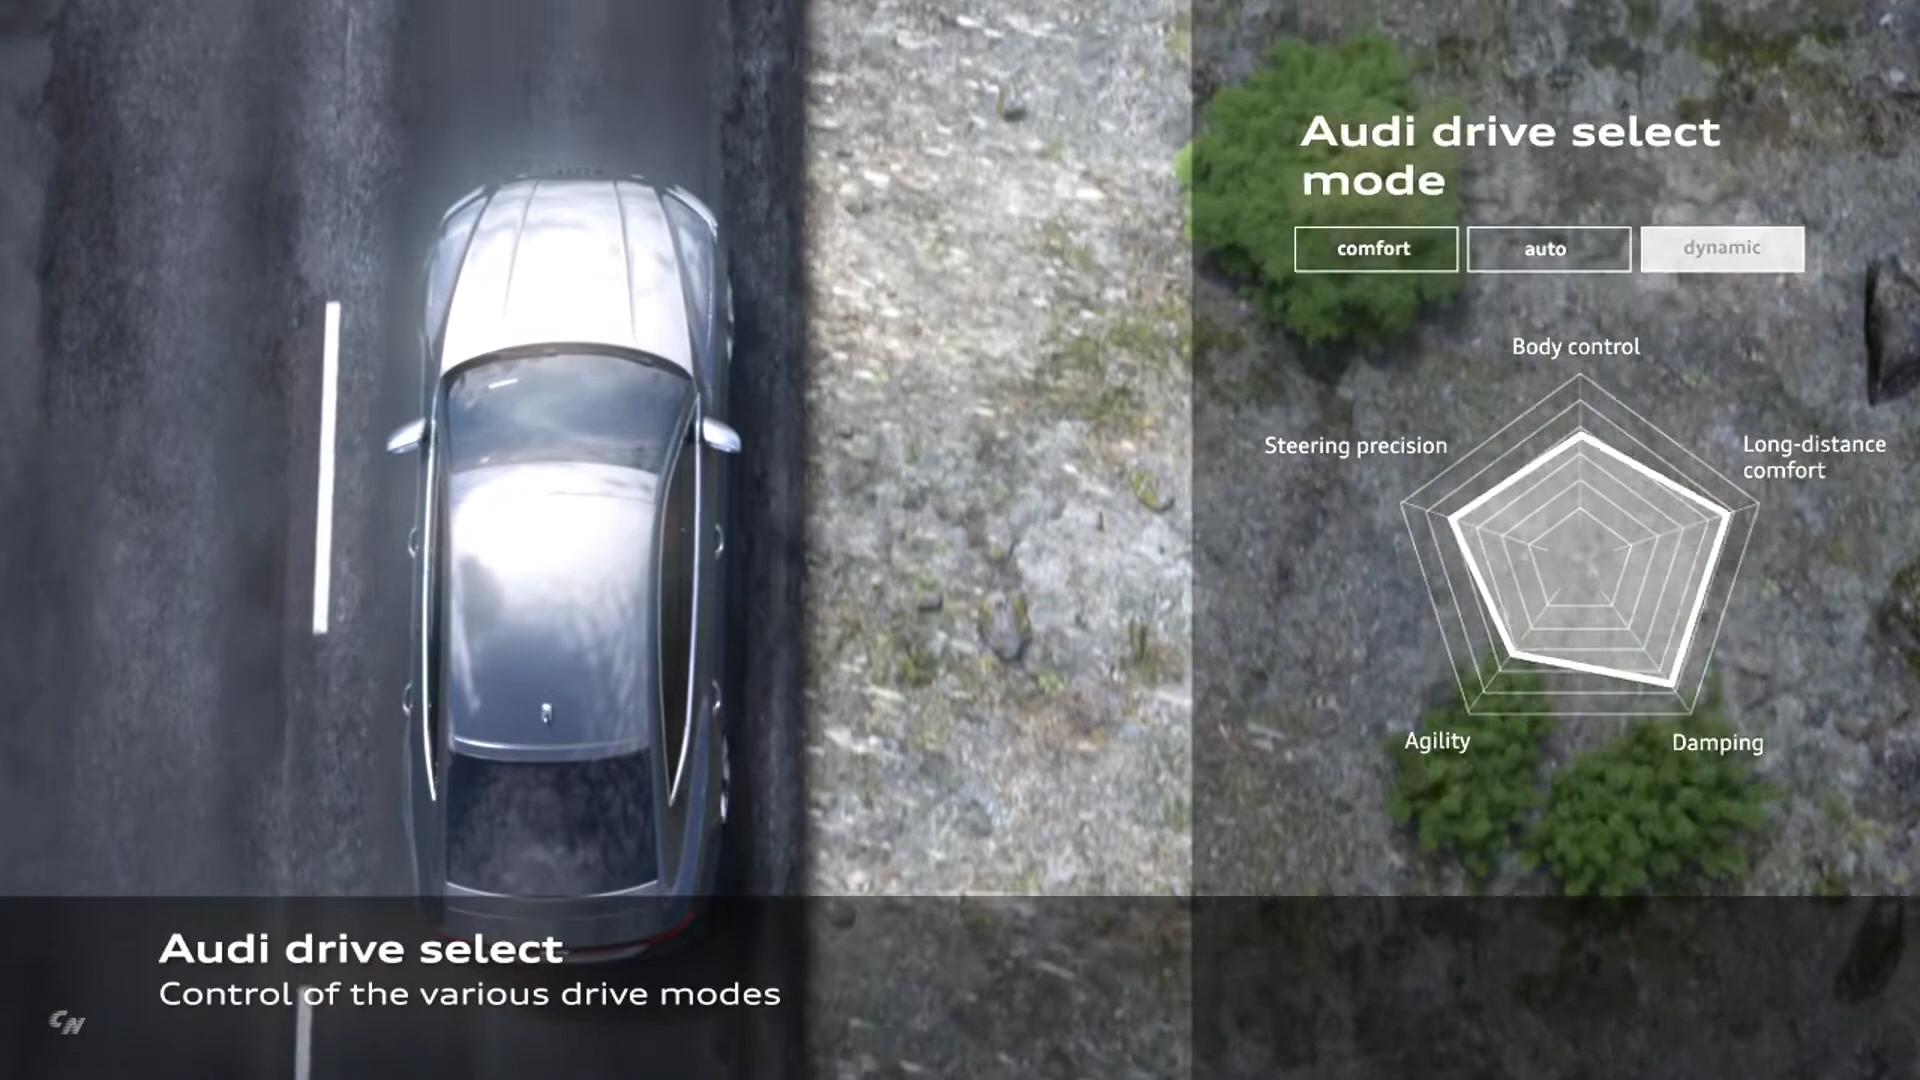 Audi drive select
mode
comfort
auto
dynamic
Body control
Steering precision
Long-distance
comfort
Agility
Damping
Audi drive select
Control of the various drive modes
CN